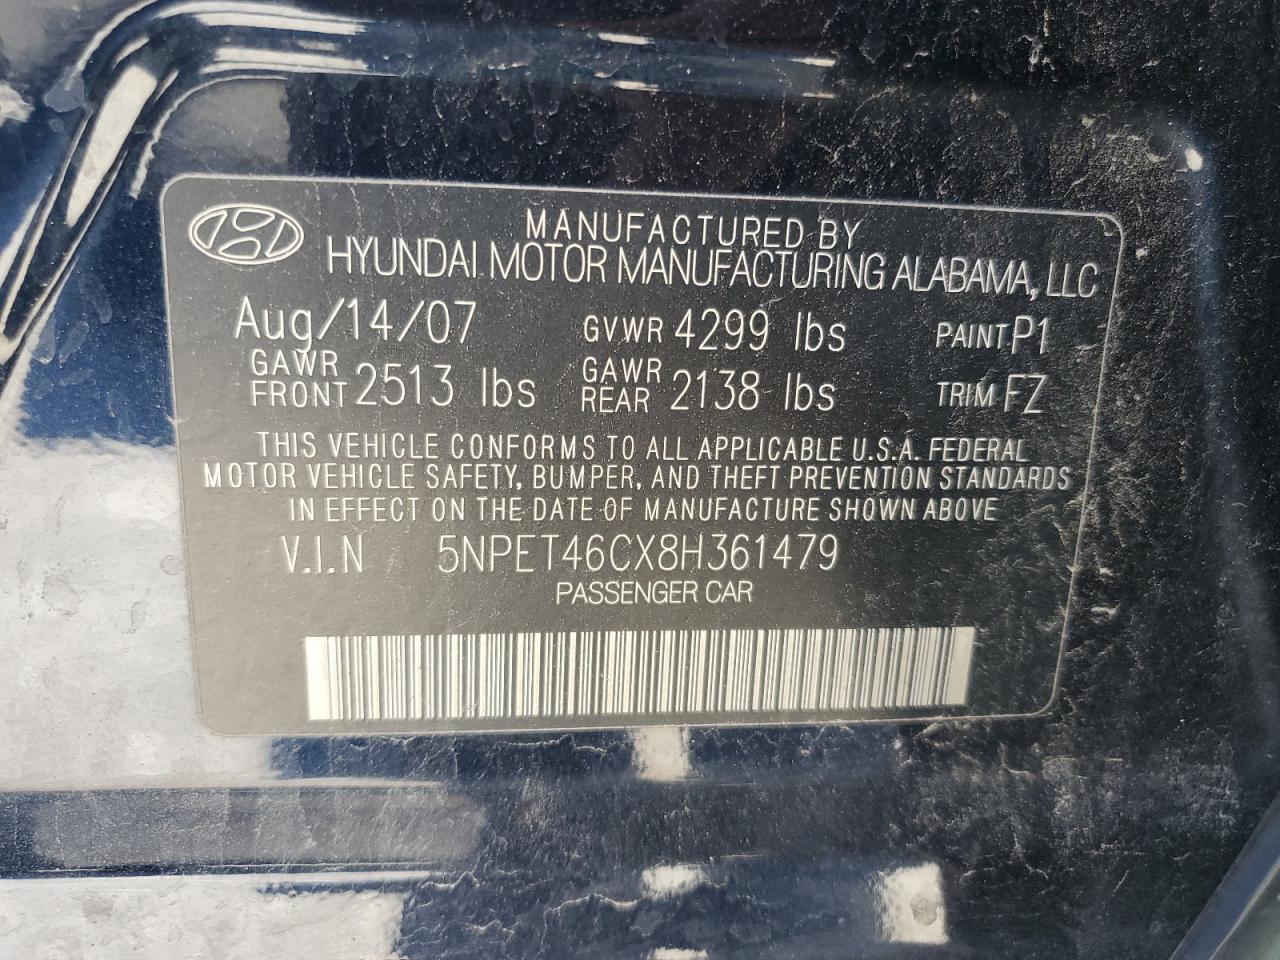 MANUFACTURED BY
HYUNDAI MOTOR MANUFACTURING ALABAMA, LLC
Aug/14/07 GVWR 4299 lbs PAINT P1
GAWR FRONT 2513 lbs GAWR REAR 2138 lbs TRIM FZ
THIS VEHICLE CONFORMS TO ALL APPLICABLE U.S.A. FEDERAL
MOTOR VEHICLE SAFETY, BUMPER, AND THEFT PREVENTION STANDARDS
IN EFFECT ON THE DATE OF MANUFACTURE SHOWN ABOVE
V.I.N 5NPET46CX8H361479
PASSENGER CAR